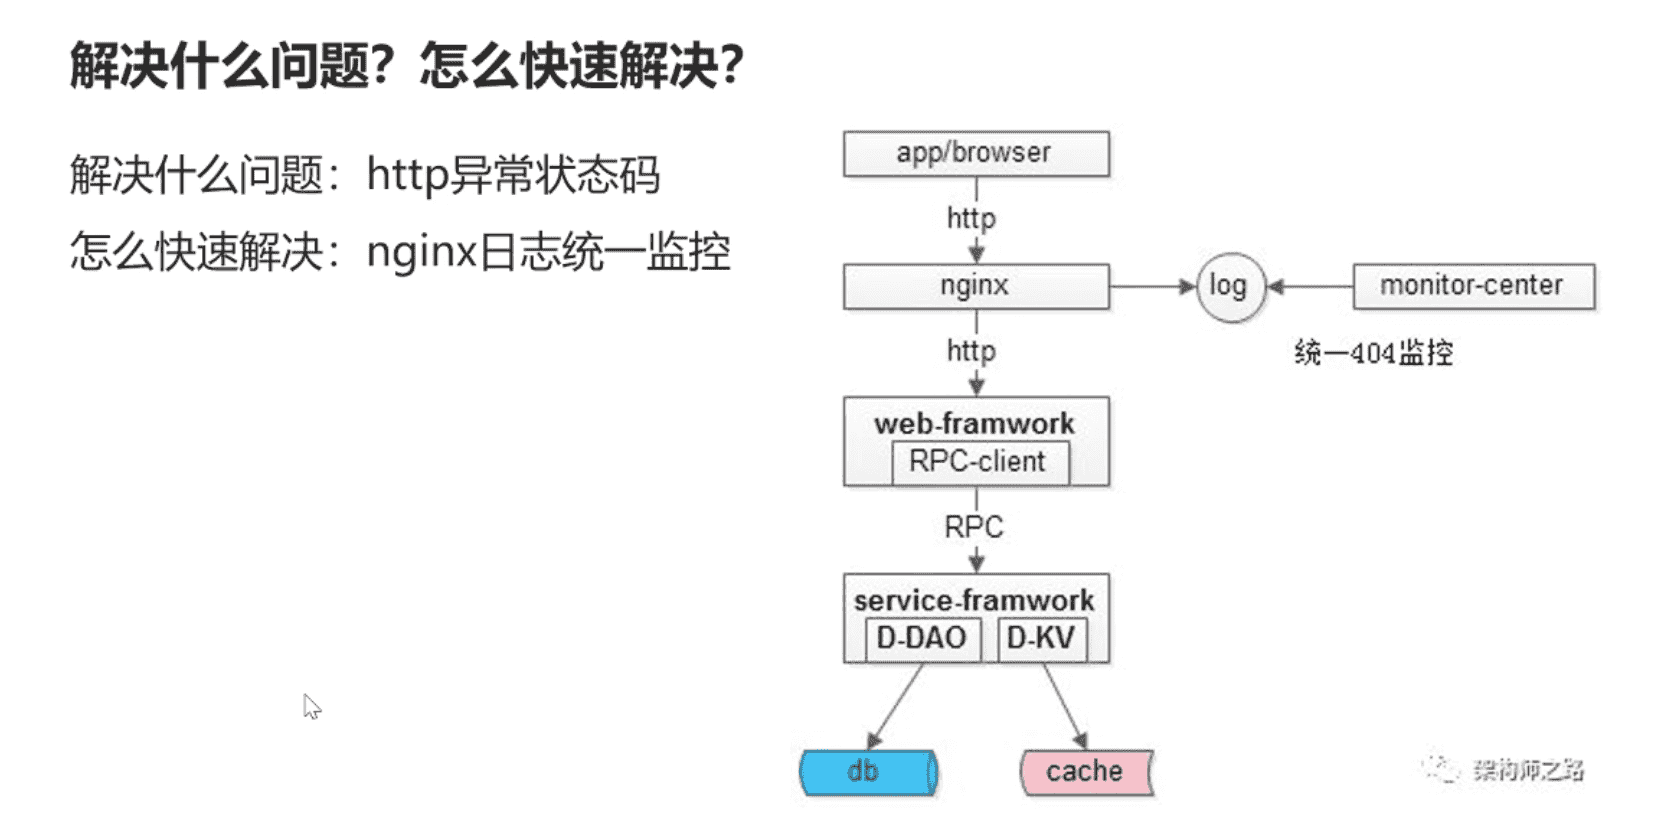 解决什么问题？怎么快速解决？
解决什么问题：http异常状态码
怎么快速解决：nginx日志统一监控
app/browser
http
nginx
log
monitor-center
http
统一404监控
web-framwork
RPC-client
RPC
service-framwork
D-DAO D-KV
db
cache
架构师之路